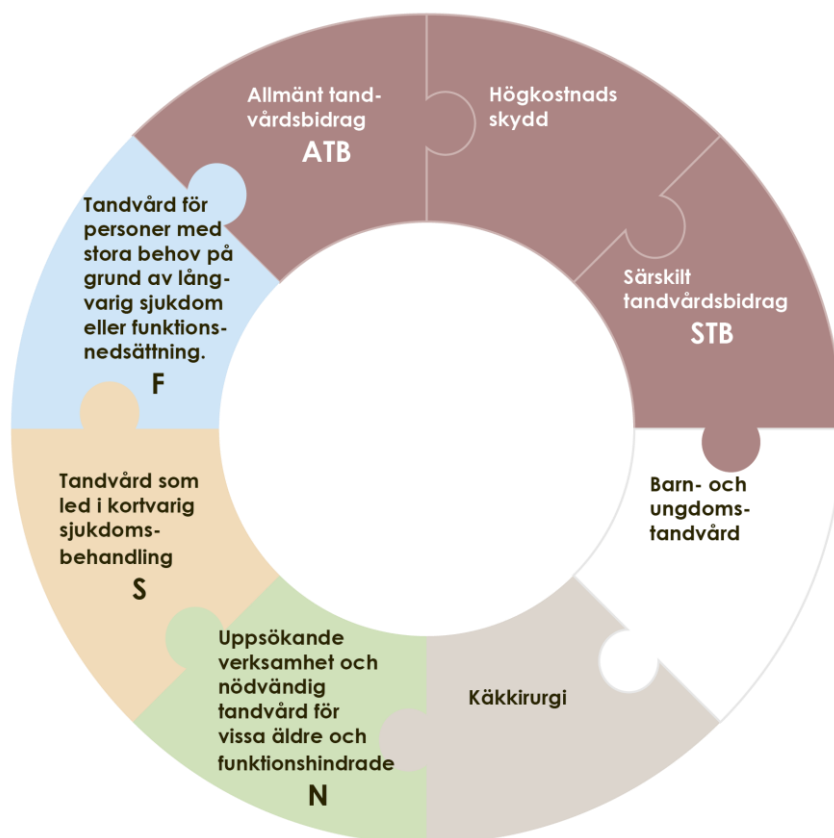 Allmänt tand-
vårdsbidrag
ATB
Högkostnads
skydd
Särskilt
tandvårdsbidrag
STB
Barn- och
ungdoms-
tandvård
Käkkirurgi
Uppsökande
verksamhet och
nödvändig
tandvård för
vissa äldre och
funktionshindrade
N
Tandvård som
led i kortvarig
sjukdoms-
behandling
S
Tandvård för
personer med
stora behov på
grund av lång-
varig sjukdom
eller funktions-
nedsättning.
F